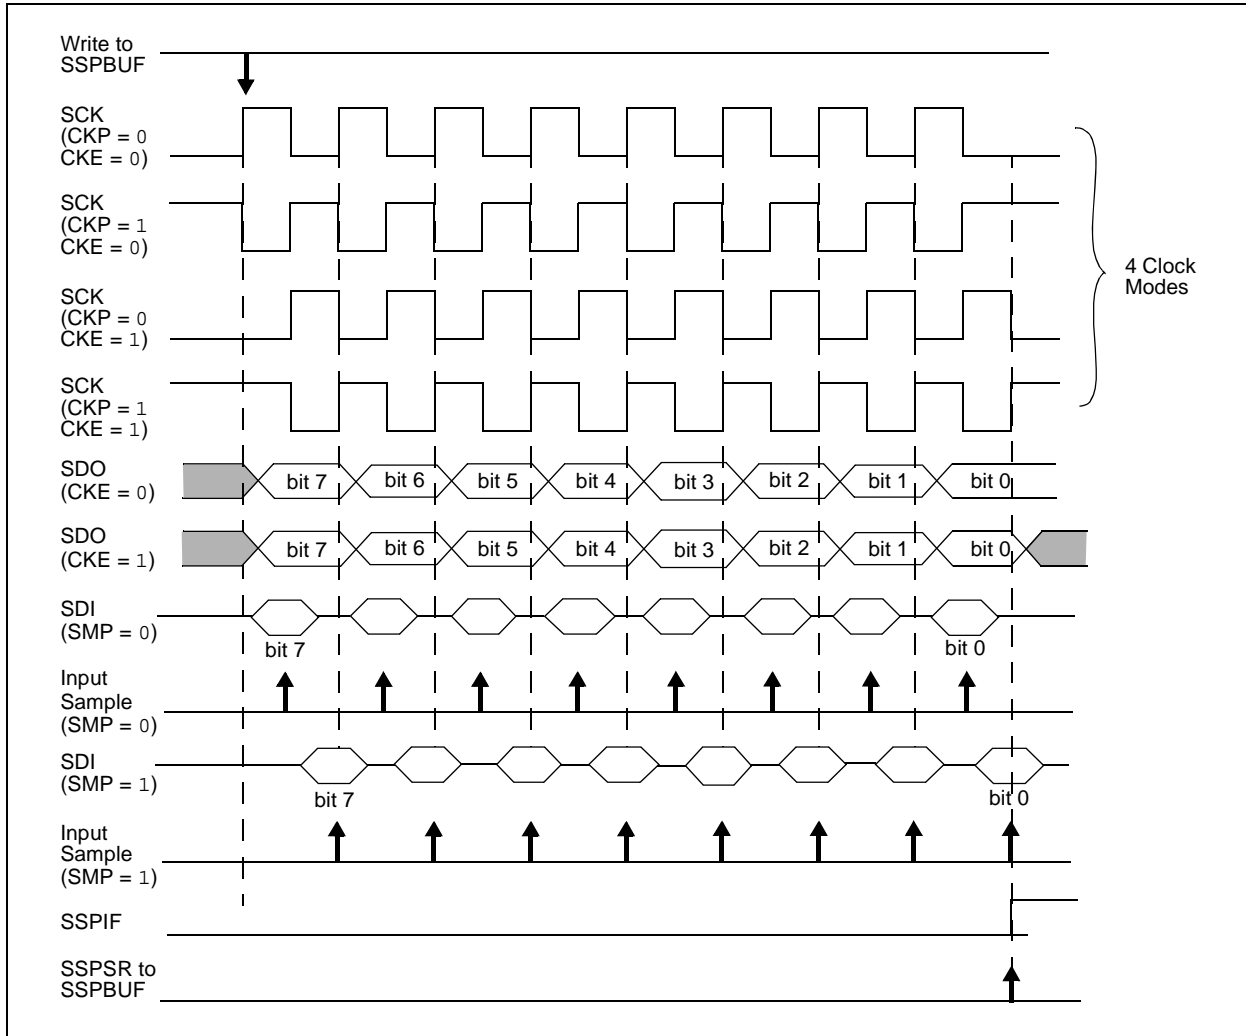 Write to
SSPBUF
SCK
(CKP = 0
CKE = 0)
SCK
(CKP = 1
CKE = 0)
4 Clock
Modes
SCK
(CKP = 0
CKE = 1)
SCK
(CKP = 1
CKE = 1)
SDO
(CKE = 0)
bit 7 bit 6 bit 5 bit 4 bit 3 bit 2 bit 1 bit 0
SDO
(CKE = 1)
bit 7 bit 6 bit 5 bit 4 bit 3 bit 2 bit 1 bit 0
SDI
(SMP = 0)
bit 7 bit 0
Input
Sample
(SMP = 0)
SDI
(SMP = 1)
bit 7 bit 0
Input
Sample
(SMP = 1)
SSPIF
SSPSR to
SSPBUF